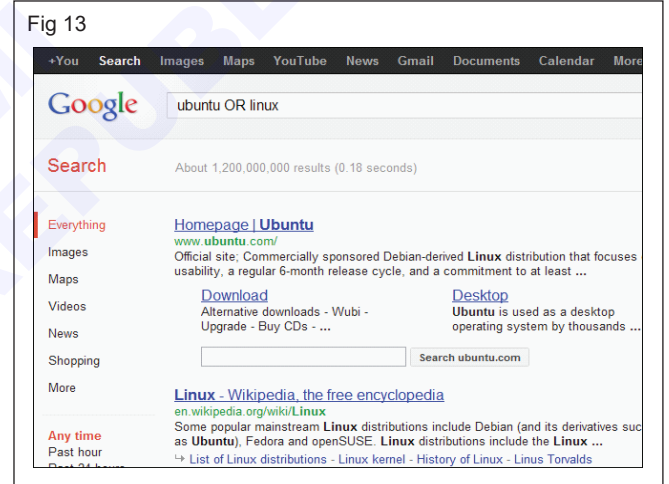 Fig 13
+You Search Images Maps YouTube News Gmail Documents Calendar More
Google
ubuntu OR linux
Search
About 1,200,000,000 results (0.18 seconds)
Everything
Images
Maps
Videos
News
Shopping
More
Any time
Past hour
Past 24 hours
Homepage | Ubuntu
www.ubuntu.com/
Official site; Commercially sponsored Debian-derived Linux distribution that focuses
usability, a regular 6-month release cycle, and a commitment to at least ...
Download
Alternative downloads - Wubi -
Upgrade - Buy CDs - ...
Desktop
Ubuntu is used as a desktop
operating system by thousands ...
Search ubuntu.com
Linux - Wikipedia, the free encyclopedia
en.wikipedia.org/wiki/Linux
Some popular mainstream Linux distributions include Debian (and its derivatives suc
as Ubuntu), Fedora and openSUSE. Linux distributions include the Linux ...
↳ List of Linux distributions - Linux kernel - History of Linux - Linus Torvalds